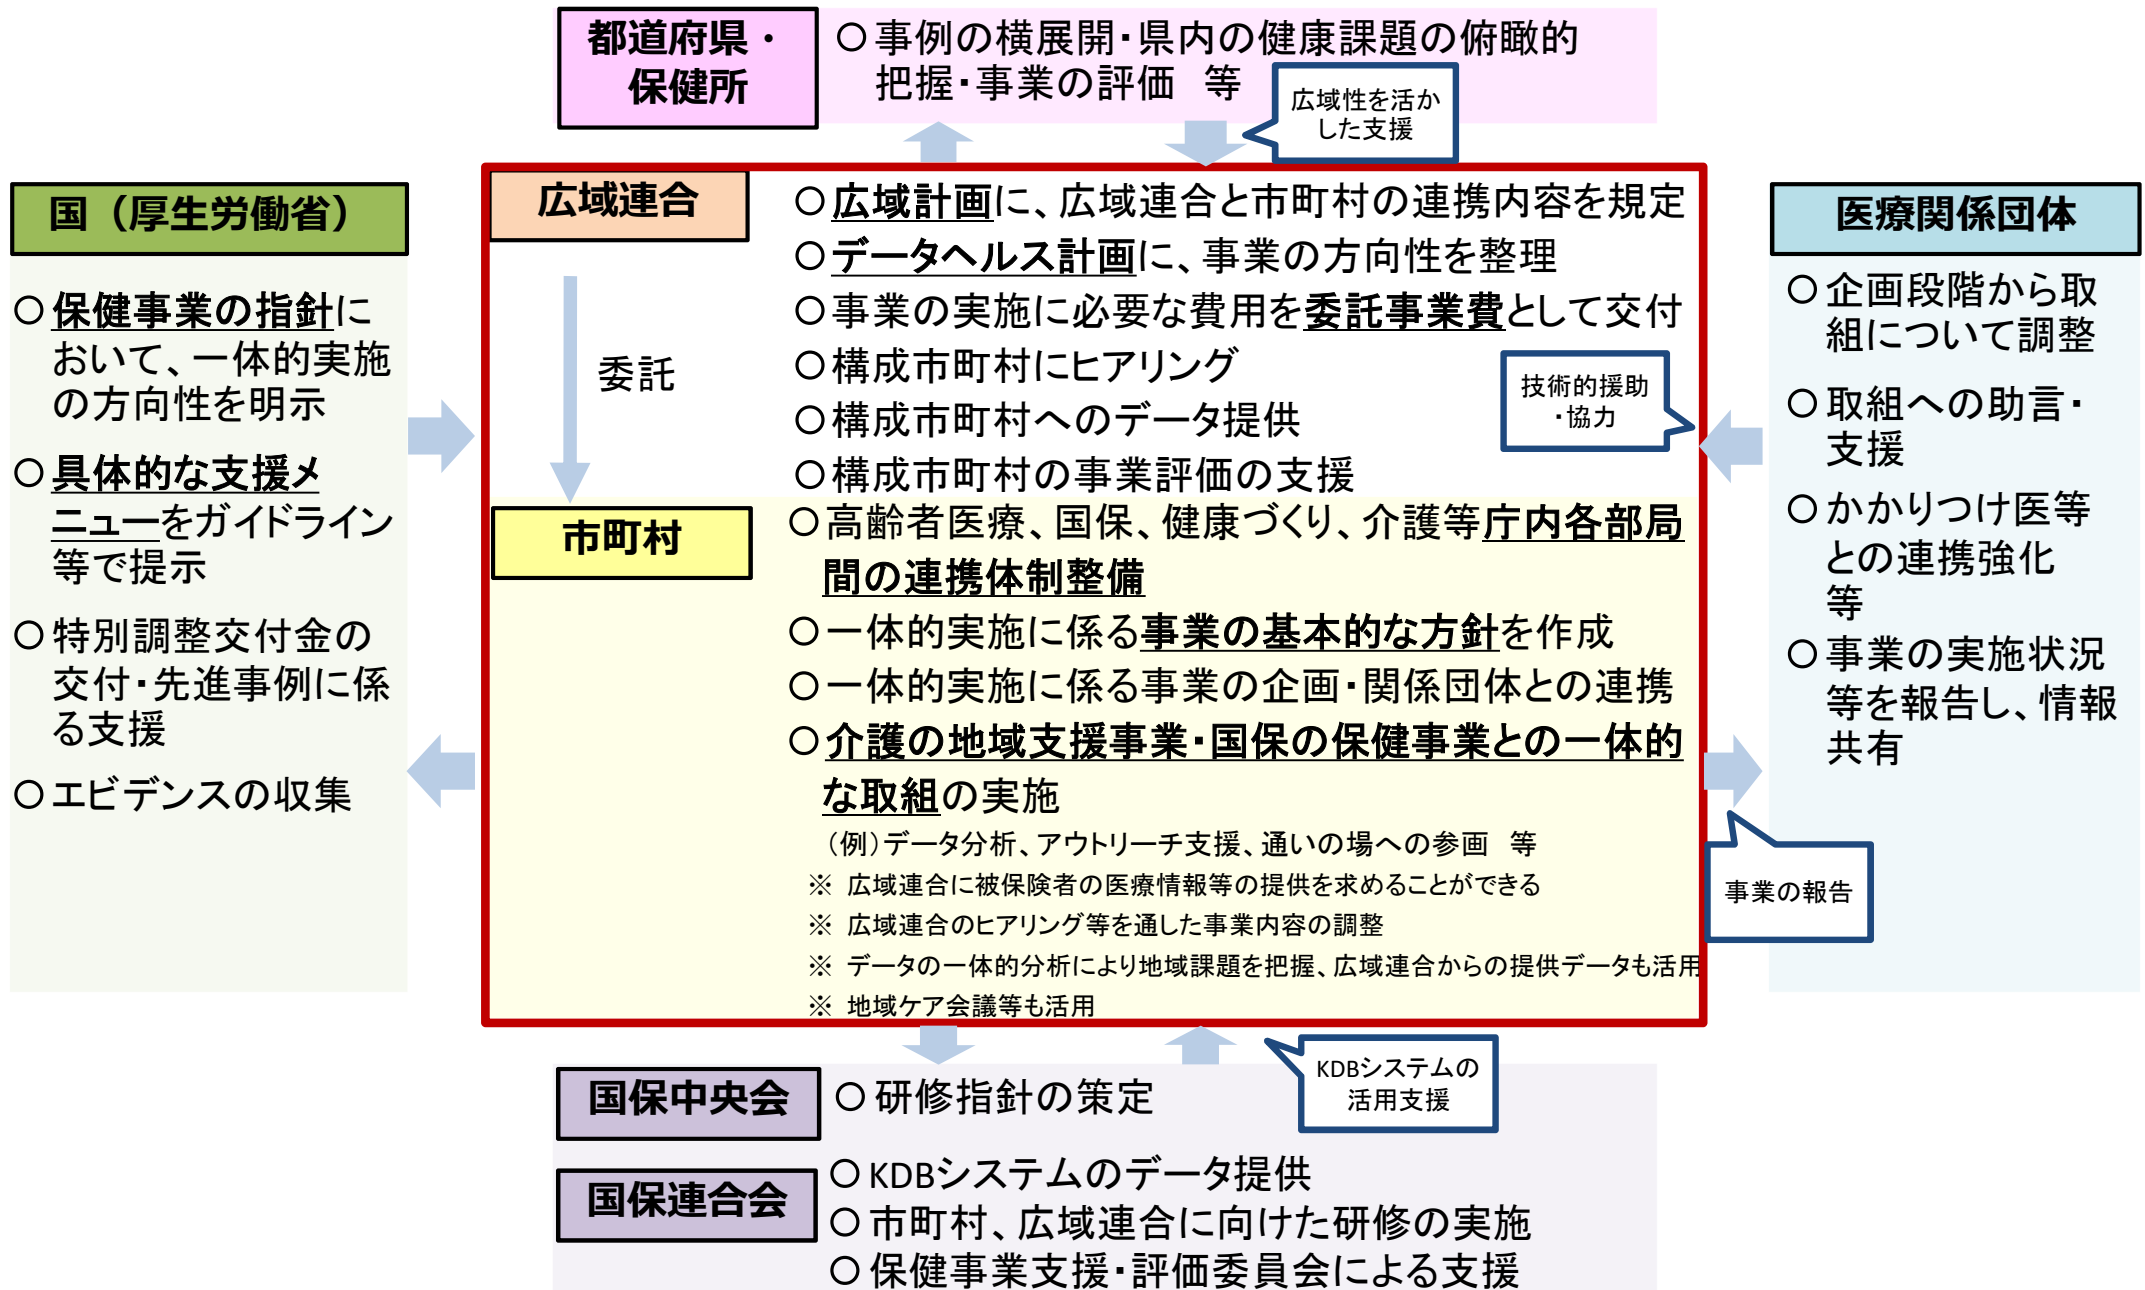 都道府県・
保健所
○事例の横展開・県内の健康課題の俯瞰的
把握・事業の評価　等
広域性を活か
した支援
国（厚生労働省）
○保健事業の指針に
おいて、一体的実施
の方向性を明示
○具体的な支援メ
ニューをガイドライン
等で提示
○特別調整交付金の
交付・先進事例に係
る支援
○エビデンスの収集
広域連合
○広域計画に、広域連合と市町村の連携内容を規定
○データヘルス計画に、事業の方向性を整理
○事業の実施に必要な費用を委託事業費として交付
○構成市町村にヒアリング
○構成市町村へのデータ提供
○構成市町村の事業評価の支援
委託
技術的援助
・協力
市町村
○高齢者医療、国保、健康づくり、介護等庁内各部局
間の連携体制整備
○一体的実施に係る事業の基本的な方針を作成
○一体的実施に係る事業の企画・関係団体との連携
○介護の地域支援事業・国保の保健事業との一体的
な取組の実施
（例）データ分析、アウトリーチ支援、通いの場への参画　等
※ 広域連合に被保険者の医療情報等の提供を求めることができる
※ 広域連合のヒアリング等を通した事業内容の調整
※ データの一体的分析により地域課題を把握、広域連合からの提供データも活用
※ 地域ケア会議等も活用
医療関係団体
○企画段階から取
組について調整
○取組への助言・
支援
○かかりつけ医等
との連携強化
等
○事業の実施状況
等を報告し、情報
共有
事業の報告
国保中央会
○研修指針の策定
KDBシステムの
活用支援
国保連合会
○KDBシステムのデータ提供
○市町村、広域連合に向けた研修の実施
○保健事業支援・評価委員会による支援